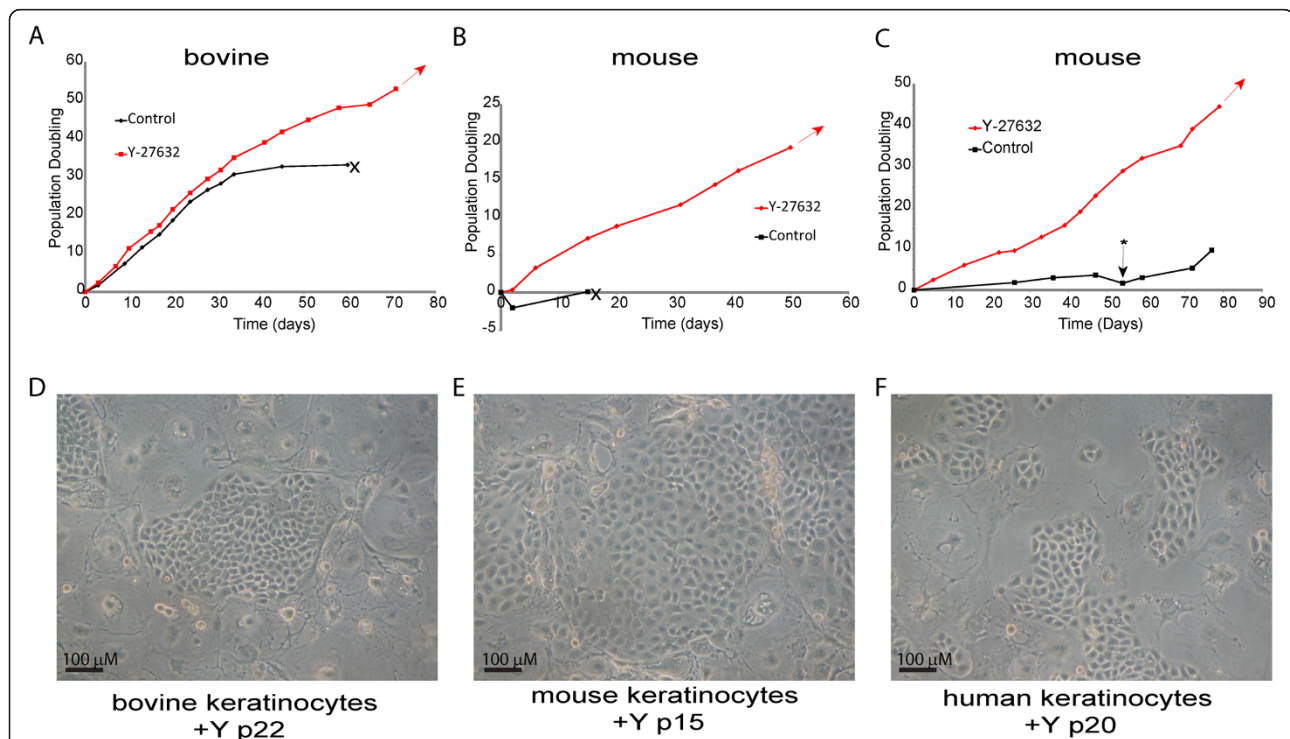 A
bovine
Population Doubling
60
50
40
30
20
10
0
Control
Y-27632
X
0 10 20 30 40 50 60 70 80
Time (days)
B
mouse
Population Doubling
25
20
15
10
5
0
-5
Y-27632
Control
X
0 10 20 30 40 50 60
Time (days)
C
mouse
Population Doubling
50
40
30
20
10
0
Y-27632
Control
*
0 10 20 30 40 50 60 70 80 90
Time (Days)
D
100 µM
bovine keratinocytes
+Y p22
E
100 µM
mouse keratinocytes
+Y p15
F
100 µM
human keratinocytes
+Y p20